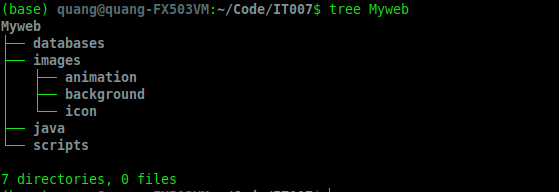 (base) quang@quang-FX503VM:~/Code/IT007$ tree Myweb
Myweb
├── databases
├── images
│   ├── animation
│   ├── background
│   └── icon
├── java
└── scripts
7 directories, 0 files